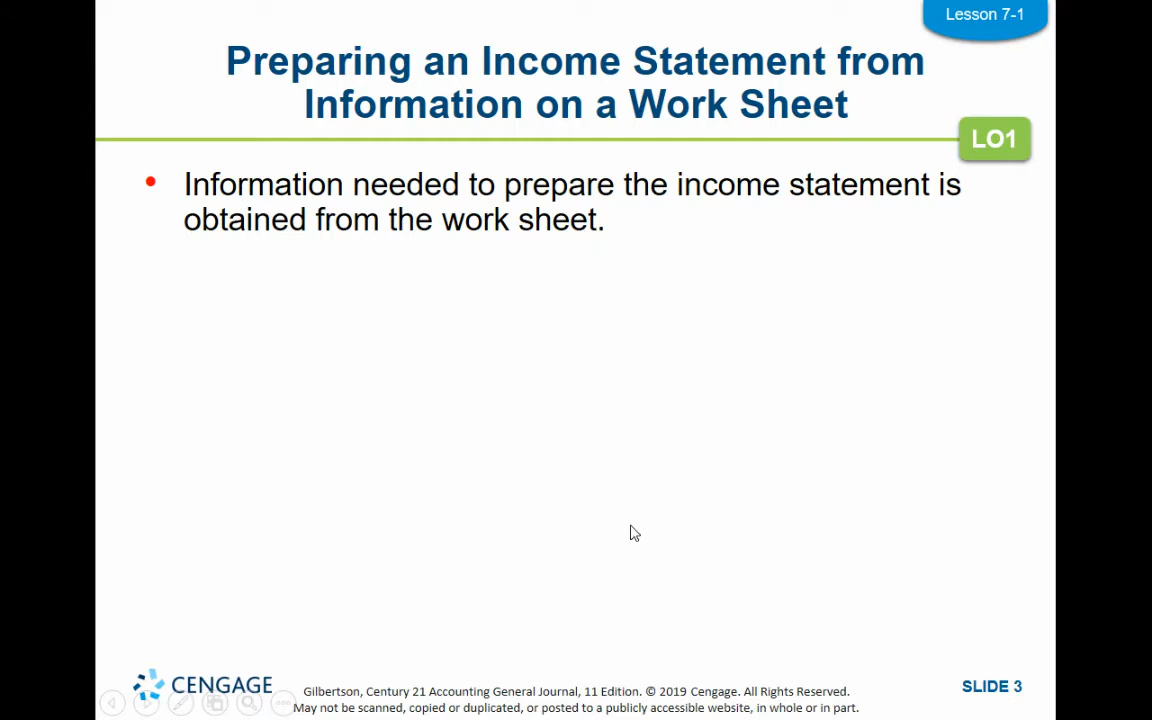 Lesson 7-1
Preparing an Income Statement from
Information on a Work Sheet
LO1
• Information needed to prepare the income statement is
obtained from the work sheet.
CENGAGE
Gilbertson, Century 21 Accounting General Journal, 11 Edition. © 2019 Cengage. All Rights Reserved.
May not be scanned, copied or duplicated, or posted to a publicly accessible website, in whole or in part.
SLIDE 3